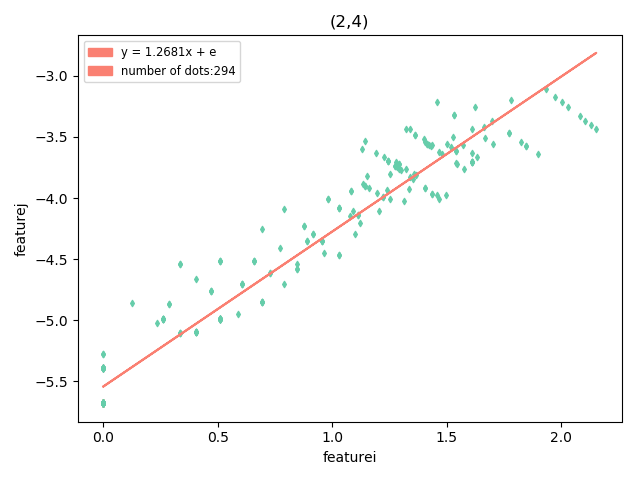 (2,4)
y = 1.2681x + e
number of dots:294
featurej
−3.0
−3.5
−4.0
−4.5
−5.0
−5.5
0.0 0.5 1.0 1.5 2.0
featurei